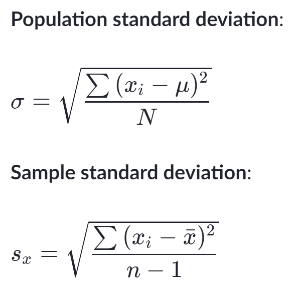 Population standard deviation:
σ = √(∑ (xᵢ − μ)² / N)
Sample standard deviation:
sₓ = √(∑ (xᵢ − x̄)² / (n − 1))